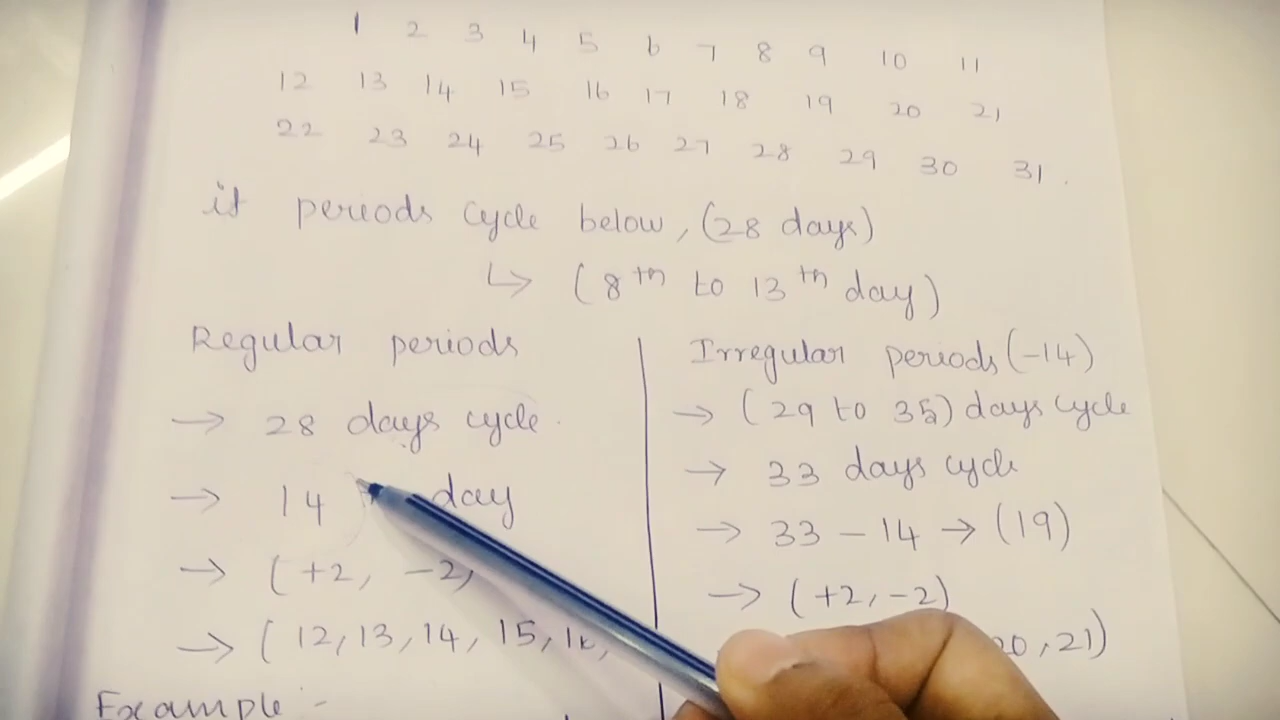 1 2 3 4 5 6 7 8 9 10 11
12 13 14 15 16 17 18 19 20 21
22 23 24 25 26 27 28 29 30 31
it periods cycle below, (28 days)
↳ (8th to 13th day)
Regular periods
→ 28 days cycle
→ 14 day
→ (+2, -2)
→ (12, 13, 14, 15, 16,
Example :-
Irregular periods (-14)
→ (29 to 35) days cycle
→ 33 days cycle
→ 33 - 14 → (19)
→ (+2, -2)
20, 21)